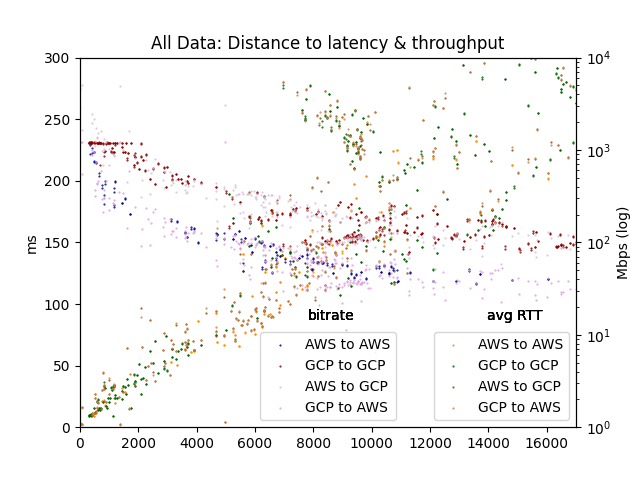 All Data: Distance to latency & throughput
300
250
200
150
100
50
0
ms
0 2000 4000 6000 8000 10000 12000 14000 16000
10^4
10^3
10^2
10^1
10^0
Mbps (log)
bitrate
AWS to AWS
GCP to GCP
AWS to GCP
GCP to AWS
avg RTT
AWS to AWS
GCP to GCP
AWS to GCP
GCP to AWS